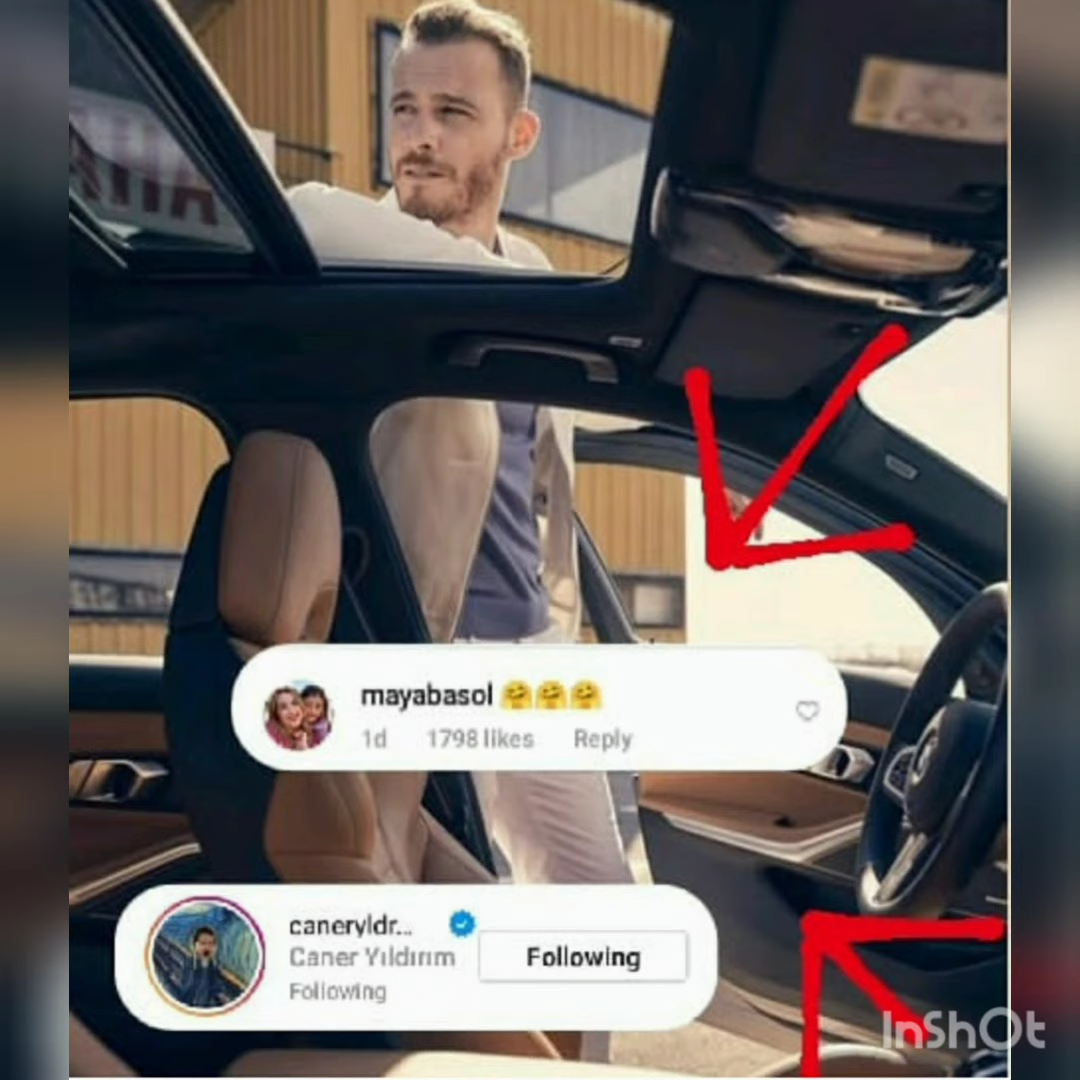 mayabasol 🤗🤗🤗
1d 1798 likes Reply
caneryldr...
Caner Yıldırım
Following
Following
InShOt